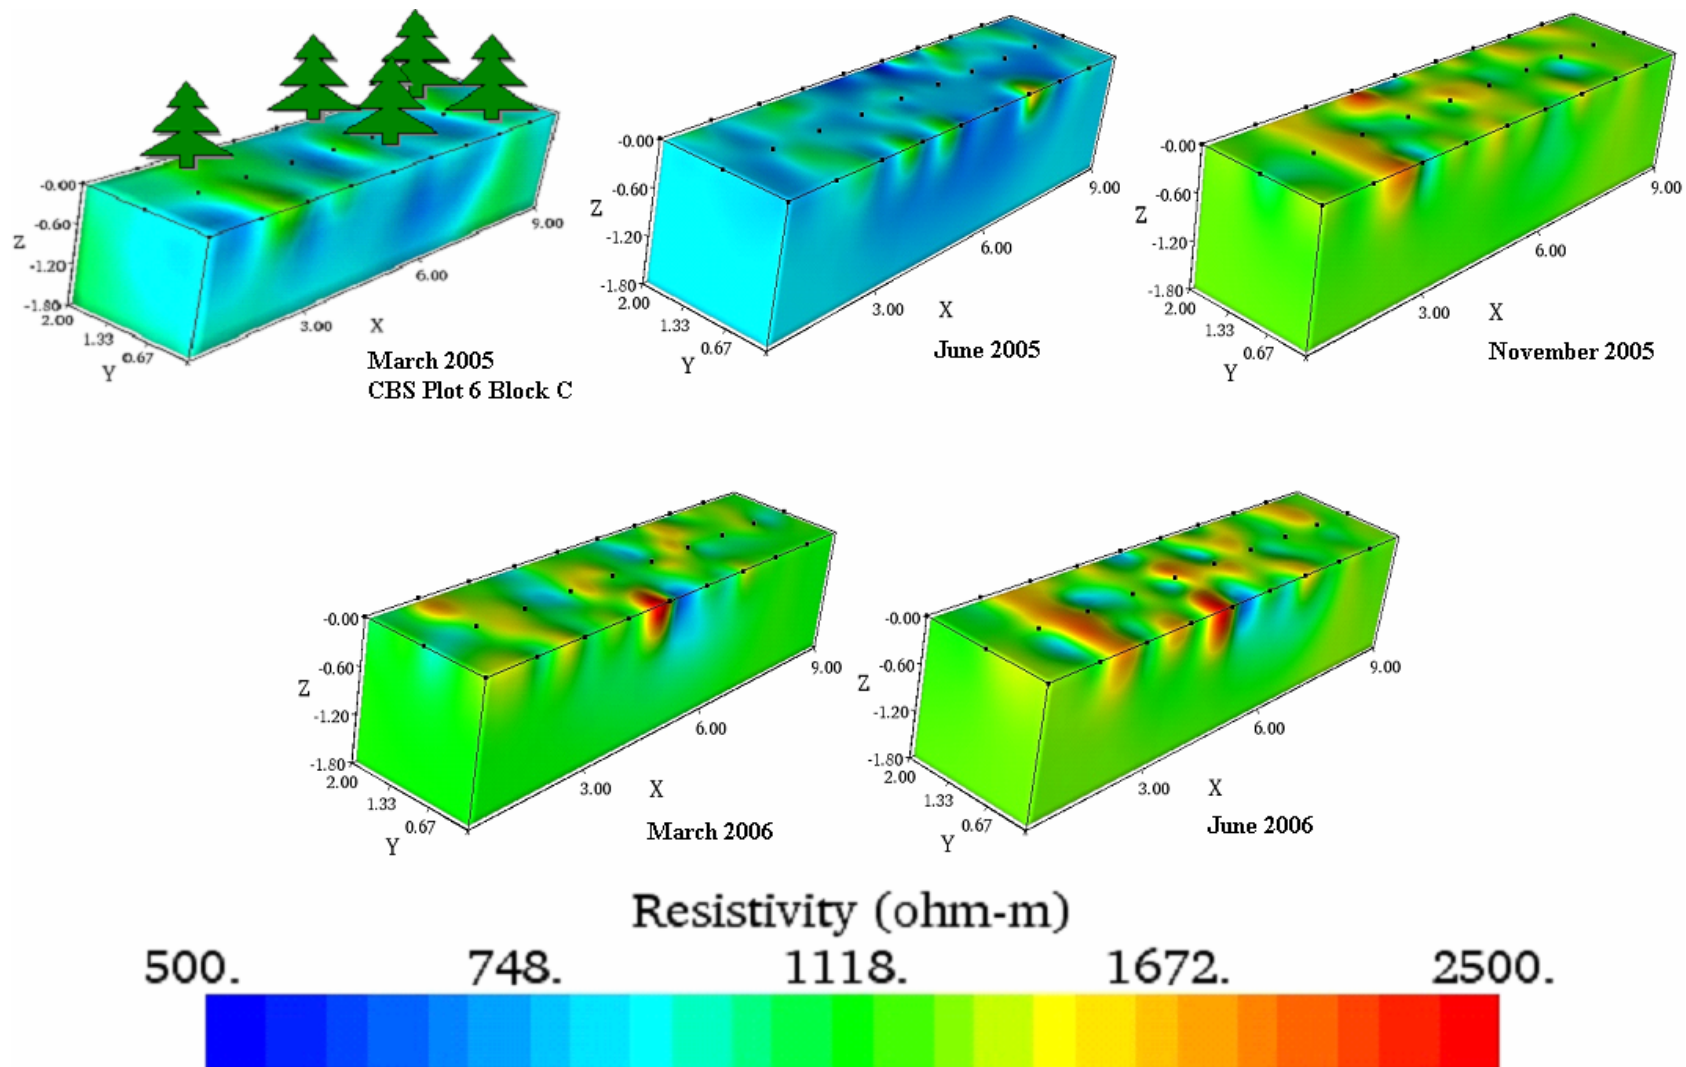 -0.00
-0.60
Z
-1.20
-1.80
2.00
1.33
0.67
Y
3.00
6.00
9.00
X
March 2005
CBS Plot 6 Block C
-0.00
-0.60
Z
-1.20
-1.80
2.00
1.33
0.67
Y
3.00
6.00
9.00
X
June 2005
-0.00
-0.60
Z
-1.20
-1.80
2.00
1.33
0.67
Y
3.00
6.00
9.00
X
November 2005
-0.00
-0.60
Z
-1.20
-1.80
2.00
1.33
0.67
Y
3.00
6.00
9.00
X
March 2006
-0.00
-0.60
Z
-1.20
-1.80
2.00
1.33
0.67
Y
3.00
6.00
9.00
X
June 2006
Resistivity (ohm-m)
500. 748. 1118. 1672. 2500.